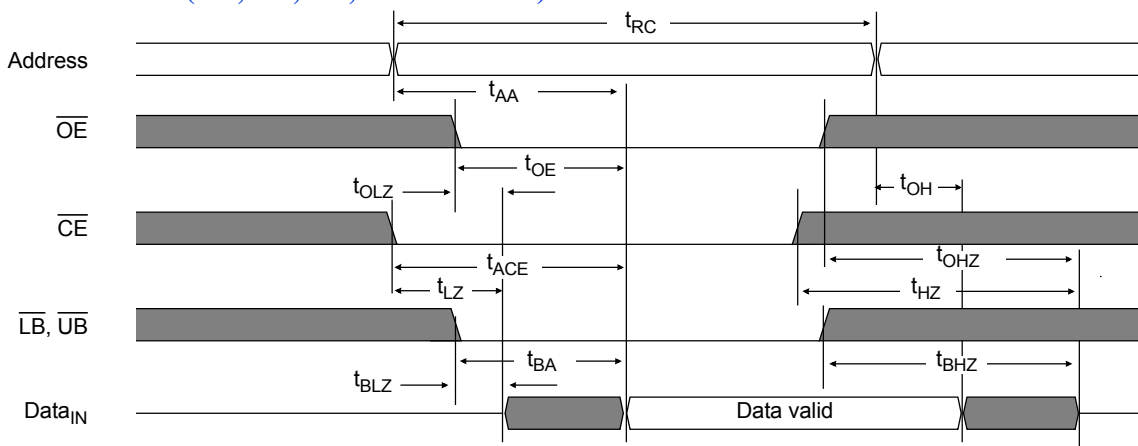 tRC
Address
tAA
OE
tOE
tOLZ
tOH
CE
tACE
tOHZ
tLZ
tHZ
LB, UB
tBA
tBLZ
tBHZ
DataIN
Data valid